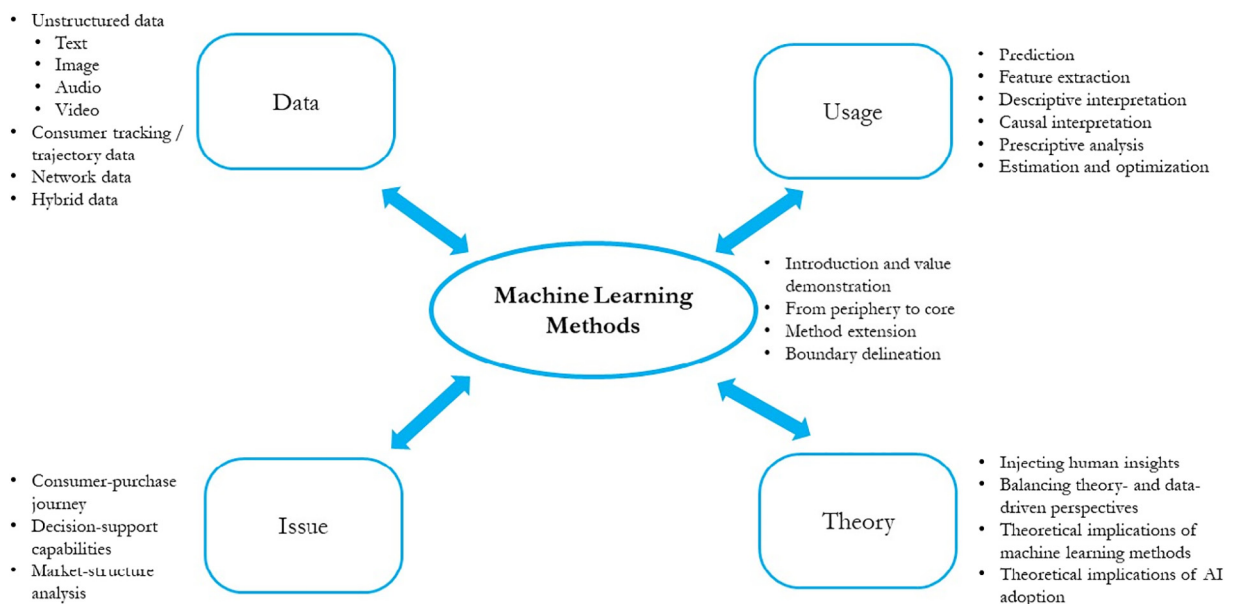 • Unstructured data
• Text
• Image
• Audio
• Video
• Consumer tracking /
trajectory data
• Network data
• Hybrid data
Data
Usage
• Prediction
• Feature extraction
• Descriptive interpretation
• Causal interpretation
• Prescriptive analysis
• Estimation and optimization
Machine Learning
Methods
• Introduction and value
demonstration
• From periphery to core
• Method extension
• Boundary delineation
• Consumer-purchase
journey
• Decision-support
capabilities
• Market-structure
analysis
Issue
Theory
• Injecting human insights
• Balancing theory- and data-
driven perspectives
• Theoretical implications of
machine learning methods
• Theoretical implications of AI
adoption